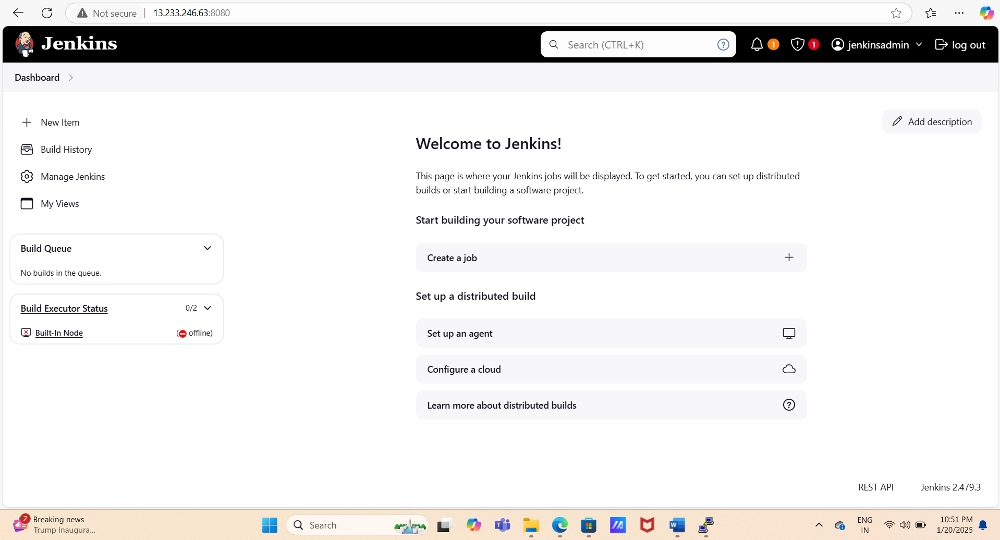 Not secure
13.233.246.63:8080
Jenkins
Search (CTRL+K)
1
1
jenkinsadmin
log out
Dashboard
New Item
Build History
Manage Jenkins
My Views
Build Queue
No builds in the queue.
Build Executor Status
0/2
Built-In Node
(offline)
Add description
Welcome to Jenkins!
This page is where your Jenkins jobs will be displayed. To get started, you can set up distributed
builds or start building a software project.
Start building your software project
Create a job
Set up a distributed build
Set up an agent
Configure a cloud
Learn more about distributed builds
REST API
Jenkins 2.479.3
2
Breaking news
Trump Inaugura...
Search
ENG
IN
10:51 PM
1/20/2025